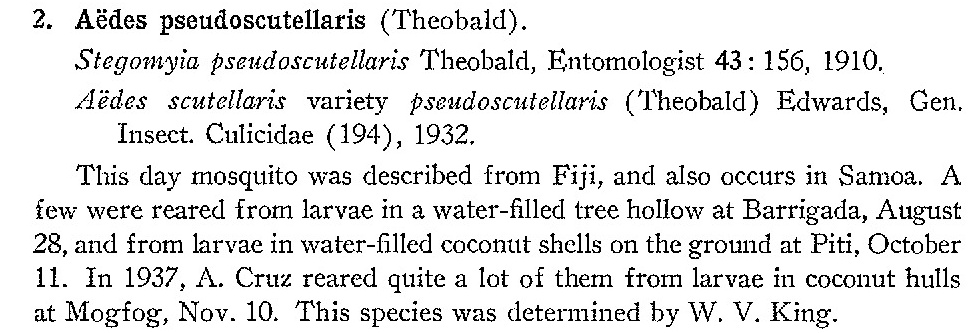 2. Aëdes pseudoscutellaris (Theobald).
Stegomyia pseudoscutellaris Theobald, Entomologist 43: 156, 1910.
Aëdes scutellaris variety pseudoscutellaris (Theobald) Edwards, Gen.
Insect. Culicidae (194), 1932.
This day mosquito was described from Fiji, and also occurs in Samoa. A
few were reared from larvae in a water-filled tree hollow at Barrigada, August
28, and from larvae in water-filled coconut shells on the ground at Piti, October
11. In 1937, A. Cruz reared quite a lot of them from larvae in coconut hulls
at Mogfog, Nov. 10. This species was determined by W. V. King.